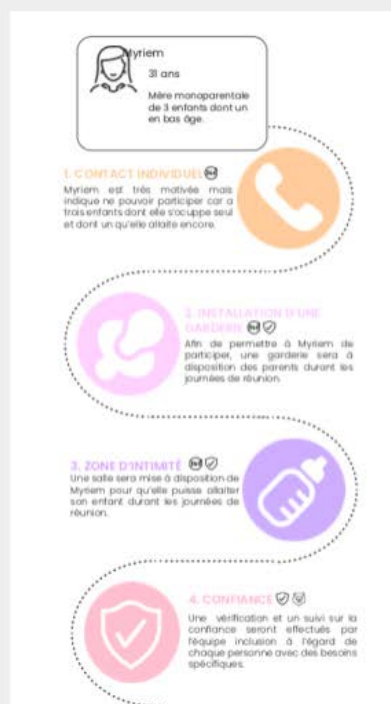 Myriem
31 ans
Mère monoparentale
de 3 enfants dont un
en bas âge.
1. CONTACT INDIVIDUEL
Myriem est très motivée mais
indique ne pouvoir participer car a
trois enfants dont elle s'occupe seul
et dont un qu'elle allaite encore.
2. INSTALLATION D'UNE
GARDERIE
Afin de permettre à Myriem de
participer, une garderie sera à
disposition des parents durant les
journées de réunion.
3. ZONE D'INTIMITÉ
Une salle sera mise à disposition de
Myriem pour qu'elle puisse allaiter
son enfant durant les journées de
réunion.
4. CONFIANCE
Une vérification et un suivi sur la
confiance seront effectués par
l'équipe inclusion à l'égard de
chaque personne avec des besoins
spécifiques.